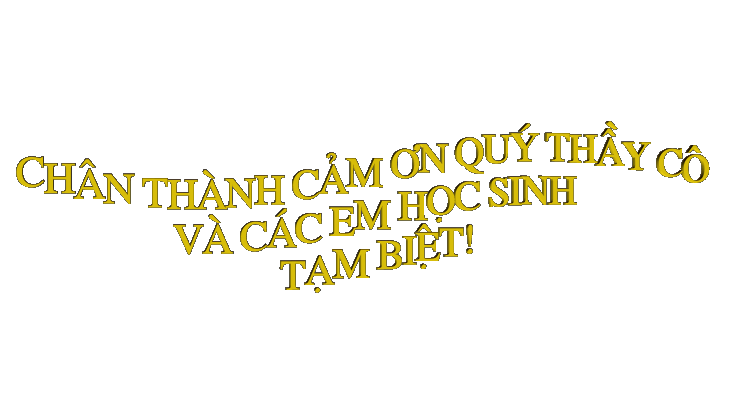 CHÂN THÀNH CẢM ƠN QUÝ THẦY CÔ
VÀ CÁC EM HỌC SINH
TẠM BIỆT!